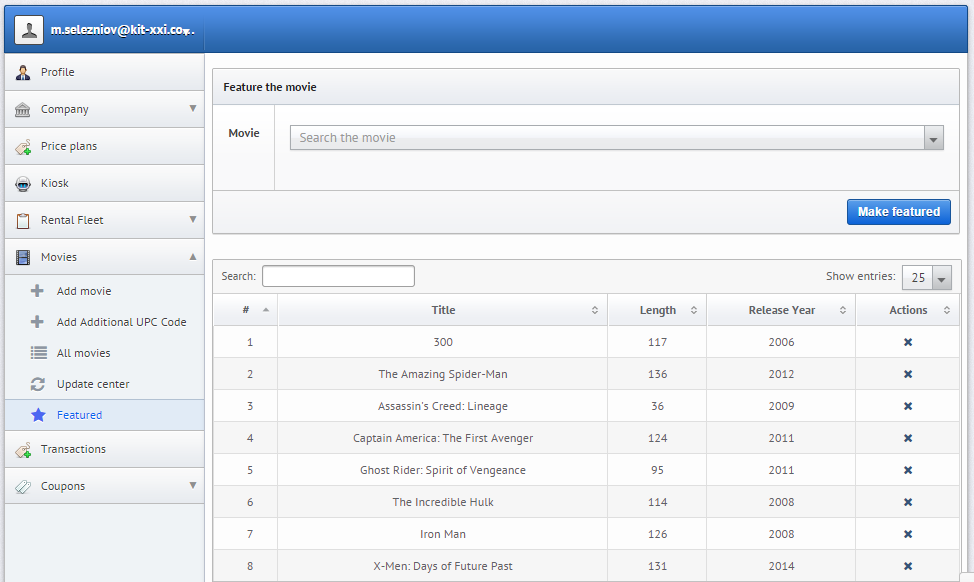 m.selezniov@kit-xxi.co...
Profile
Company
Price plans
Kiosk
Rental Fleet
Movies
Add movie
Add Additional UPC Code
All movies
Update center
Featured
Transactions
Coupons
Feature the movie
Movie
Search the movie
Make featured
Search:
Show entries: 25
# Title Length Release Year Actions
1 300 117 2006
2 The Amazing Spider-Man 136 2012
3 Assassin's Creed: Lineage 36 2009
4 Captain America: The First Avenger 124 2011
5 Ghost Rider: Spirit of Vengeance 95 2011
6 The Incredible Hulk 114 2008
7 Iron Man 126 2008
8 X-Men: Days of Future Past 131 2014